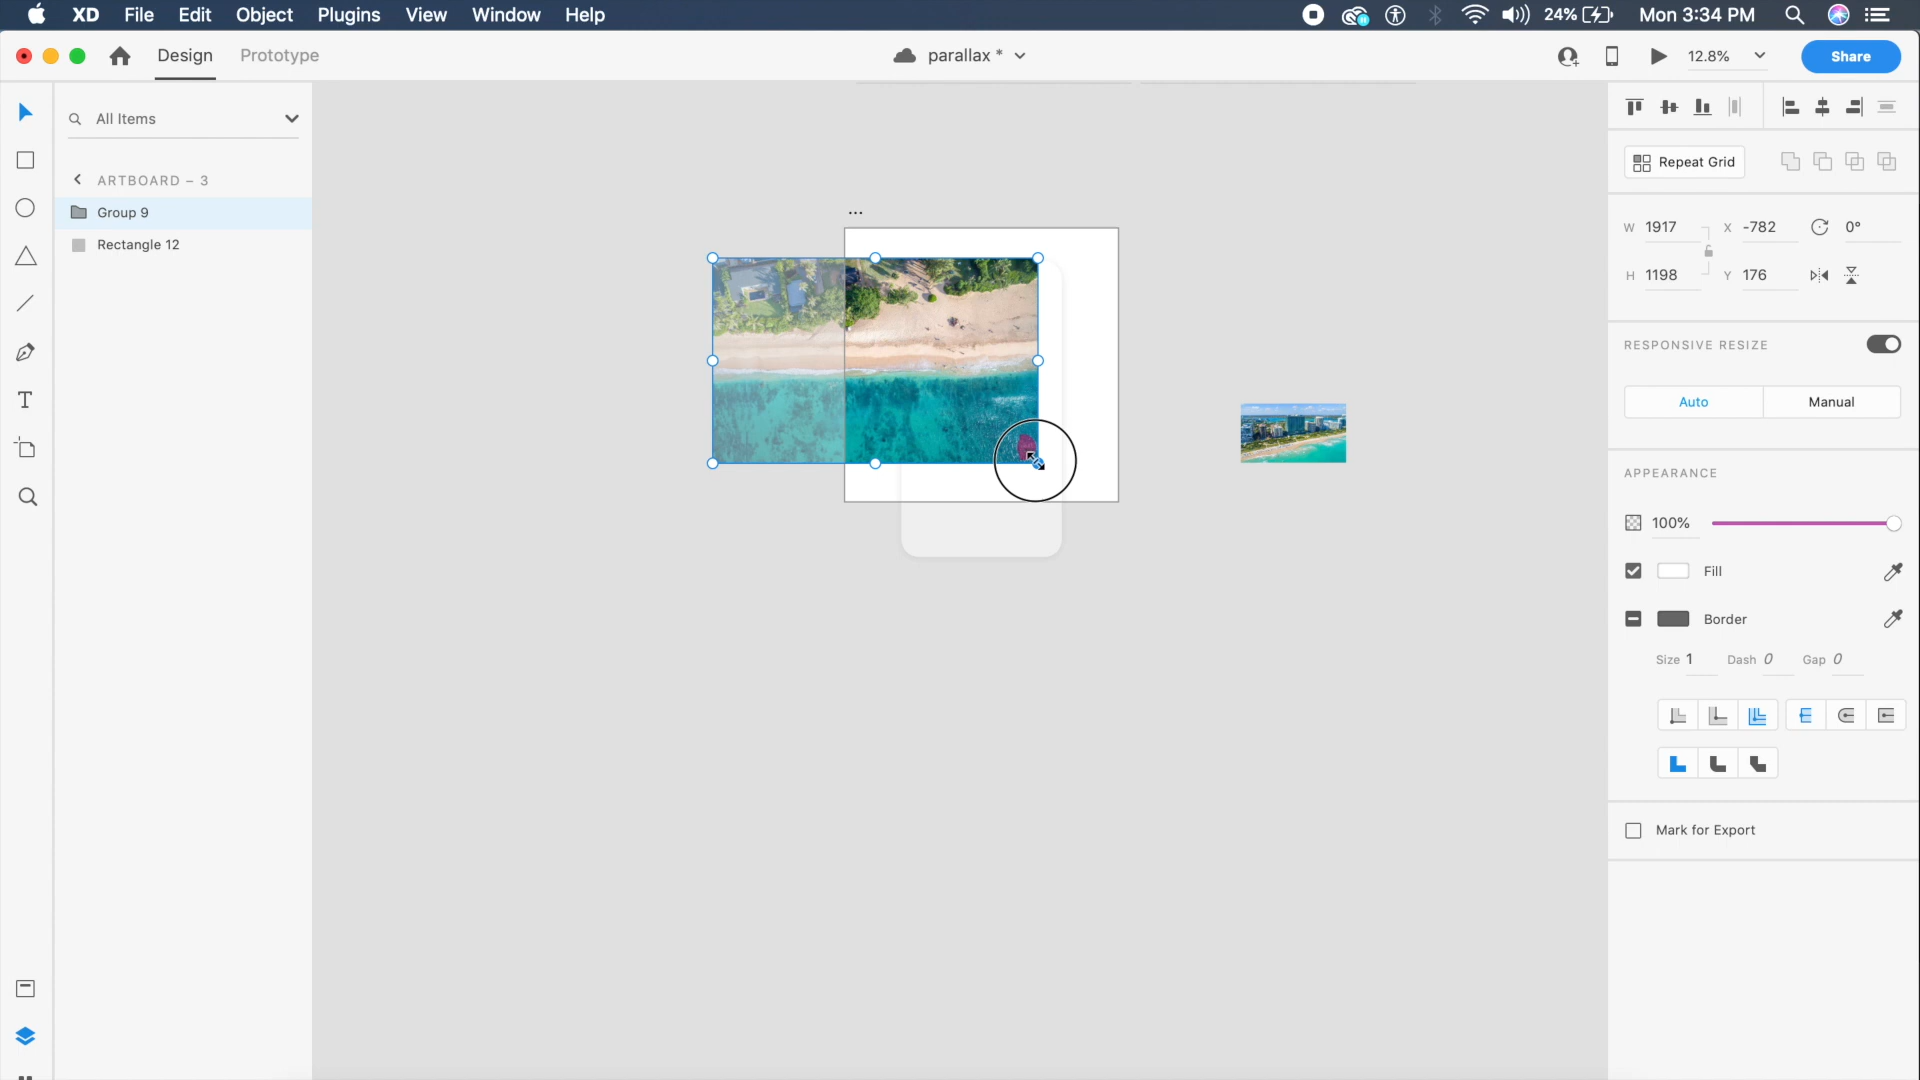 XD File Edit Object Plugins View Window Help 24% Mon 3:34 PM
Design Prototype parallax * 12.8% Share
All Items
ARTBOARD – 3
Group 9
Rectangle 12
...
Repeat Grid
W 1917 X -782 0°
H 1198 Y 176
RESPONSIVE RESIZE
Auto Manual
APPEARANCE
100%
Fill
Border
Size 1 Dash 0 Gap 0
Mark for Export